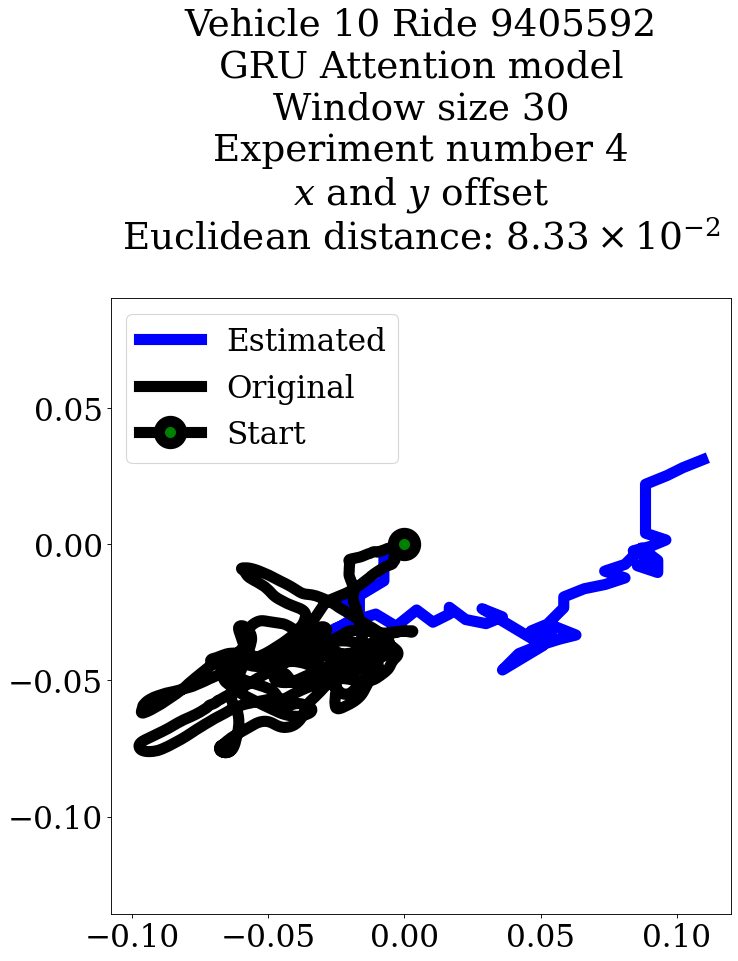 Vehicle 10 Ride 9405592
GRU Attention model
Window size 30
Experiment number 4
x and y offset
Euclidean distance: 8.33 × 10⁻²
Estimated
Original
Start
0.05
0.00
−0.05
−0.10
−0.10 −0.05 0.00 0.05 0.10